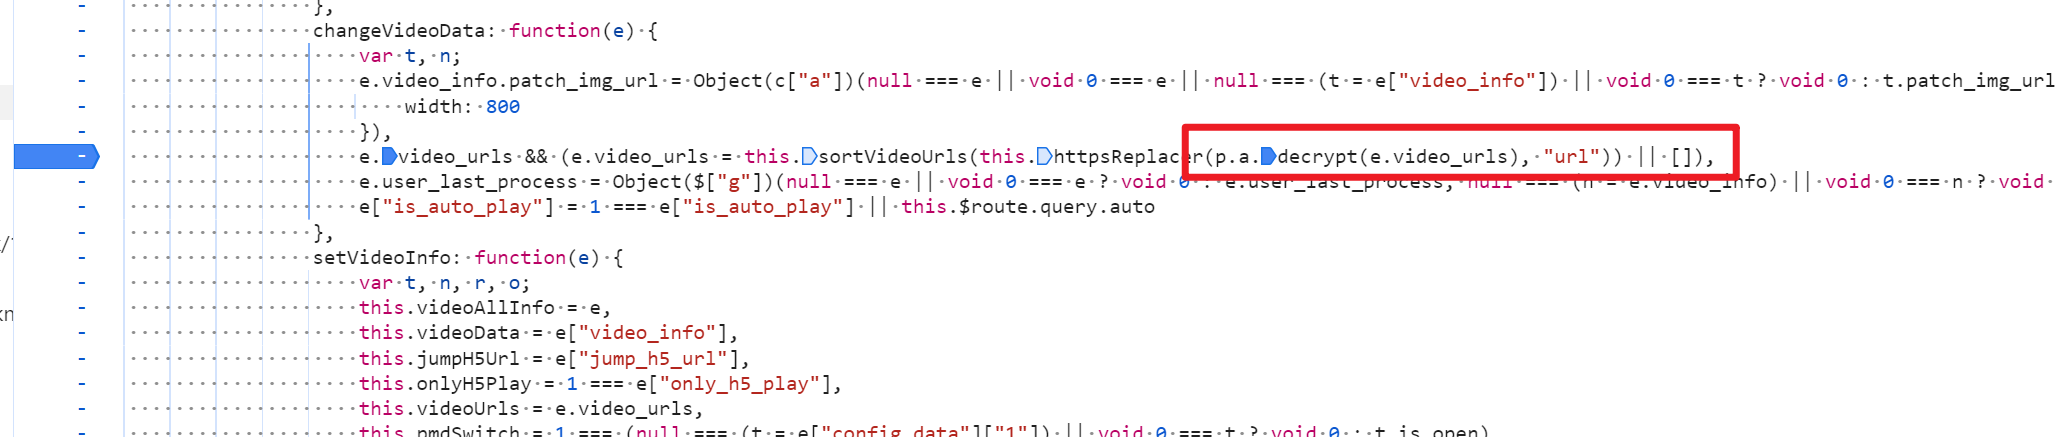 },
changeVideoData: function(e) {
var t, n;
e.video_info.patch_img_url = Object(c["a"])(null === e || void 0 === e || null === (t = e["video_info"]) || void 0 === t ? void 0 : t.patch_img_url
width: 800
}),
e.video_urls && (e.video_urls = this.sortVideoUrls(this.httpsReplacer(p.a.decrypt(e.video_urls), "url")) || []),
e.user_last_process = Object($["g"])(null === e || void 0 === e ? void 0 : e.user_last_process, null === (n = e.video_info) || void 0 === n ? void
e["is_auto_play"] = 1 === e["is_auto_play"] || this.$route.query.auto
},
setVideoInfo: function(e) {
var t, n, r, o;
this.videoAllInfo = e,
this.videoData = e["video_info"],
this.jumpH5Url = e["jump_h5_url"],
this.onlyH5Play = 1 === e["only_h5_play"],
this.videoUrls = e.video_urls,
this.pmdSwitch = 1 === (null === (t = e["config_data"]["1"]) || void 0 === t ? void 0 : t.is_open)